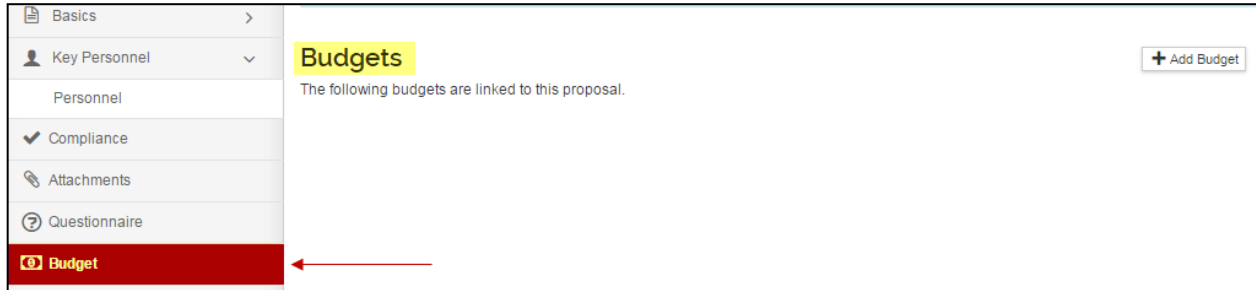 Basics
Key Personnel
Personnel
Compliance
Attachments
Questionnaire
Budget
Budgets
+ Add Budget
The following budgets are linked to this proposal.